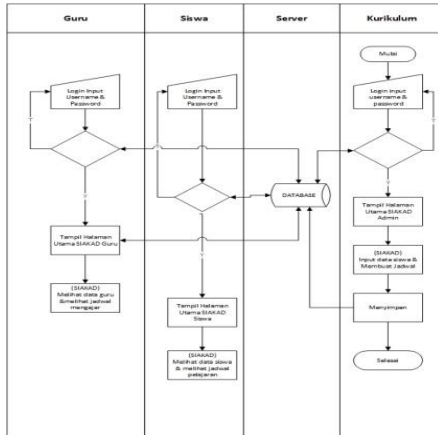 Guru
Siswa
Server
Kurikulum
Mulai
Login Input
Username &
Password
Login Input
Username &
Password
Login input
username &
password
DATABASE
Tampil Halaman
Utama SIAKAD
Admin
Tampil Halaman
Utama SIAKAD Guru
(SIAKAD)
Input data siswa &
Membuat Jadwal
(SIAKAD)
Melihat data guru
&melihat jadwal
mengajar
Tampil Halaman
Utama SIAKAD
Siswa
Menyimpan
(SIAKAD)
Melihat data siswa
& melihat jadwal
pelajaran
Selesai